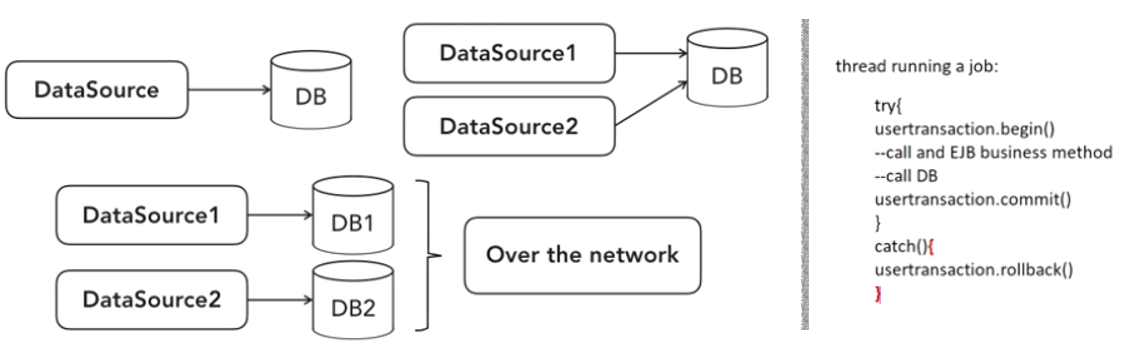 DataSource
DB
DataSource1
DataSource2
DB
DataSource1
DB1
DataSource2
DB2
Over the network
thread running a job:
try{
usertransaction.begin()
--call and EJB business method
--call DB
usertransaction.commit()
}
catch(){
usertransaction.rollback()
}